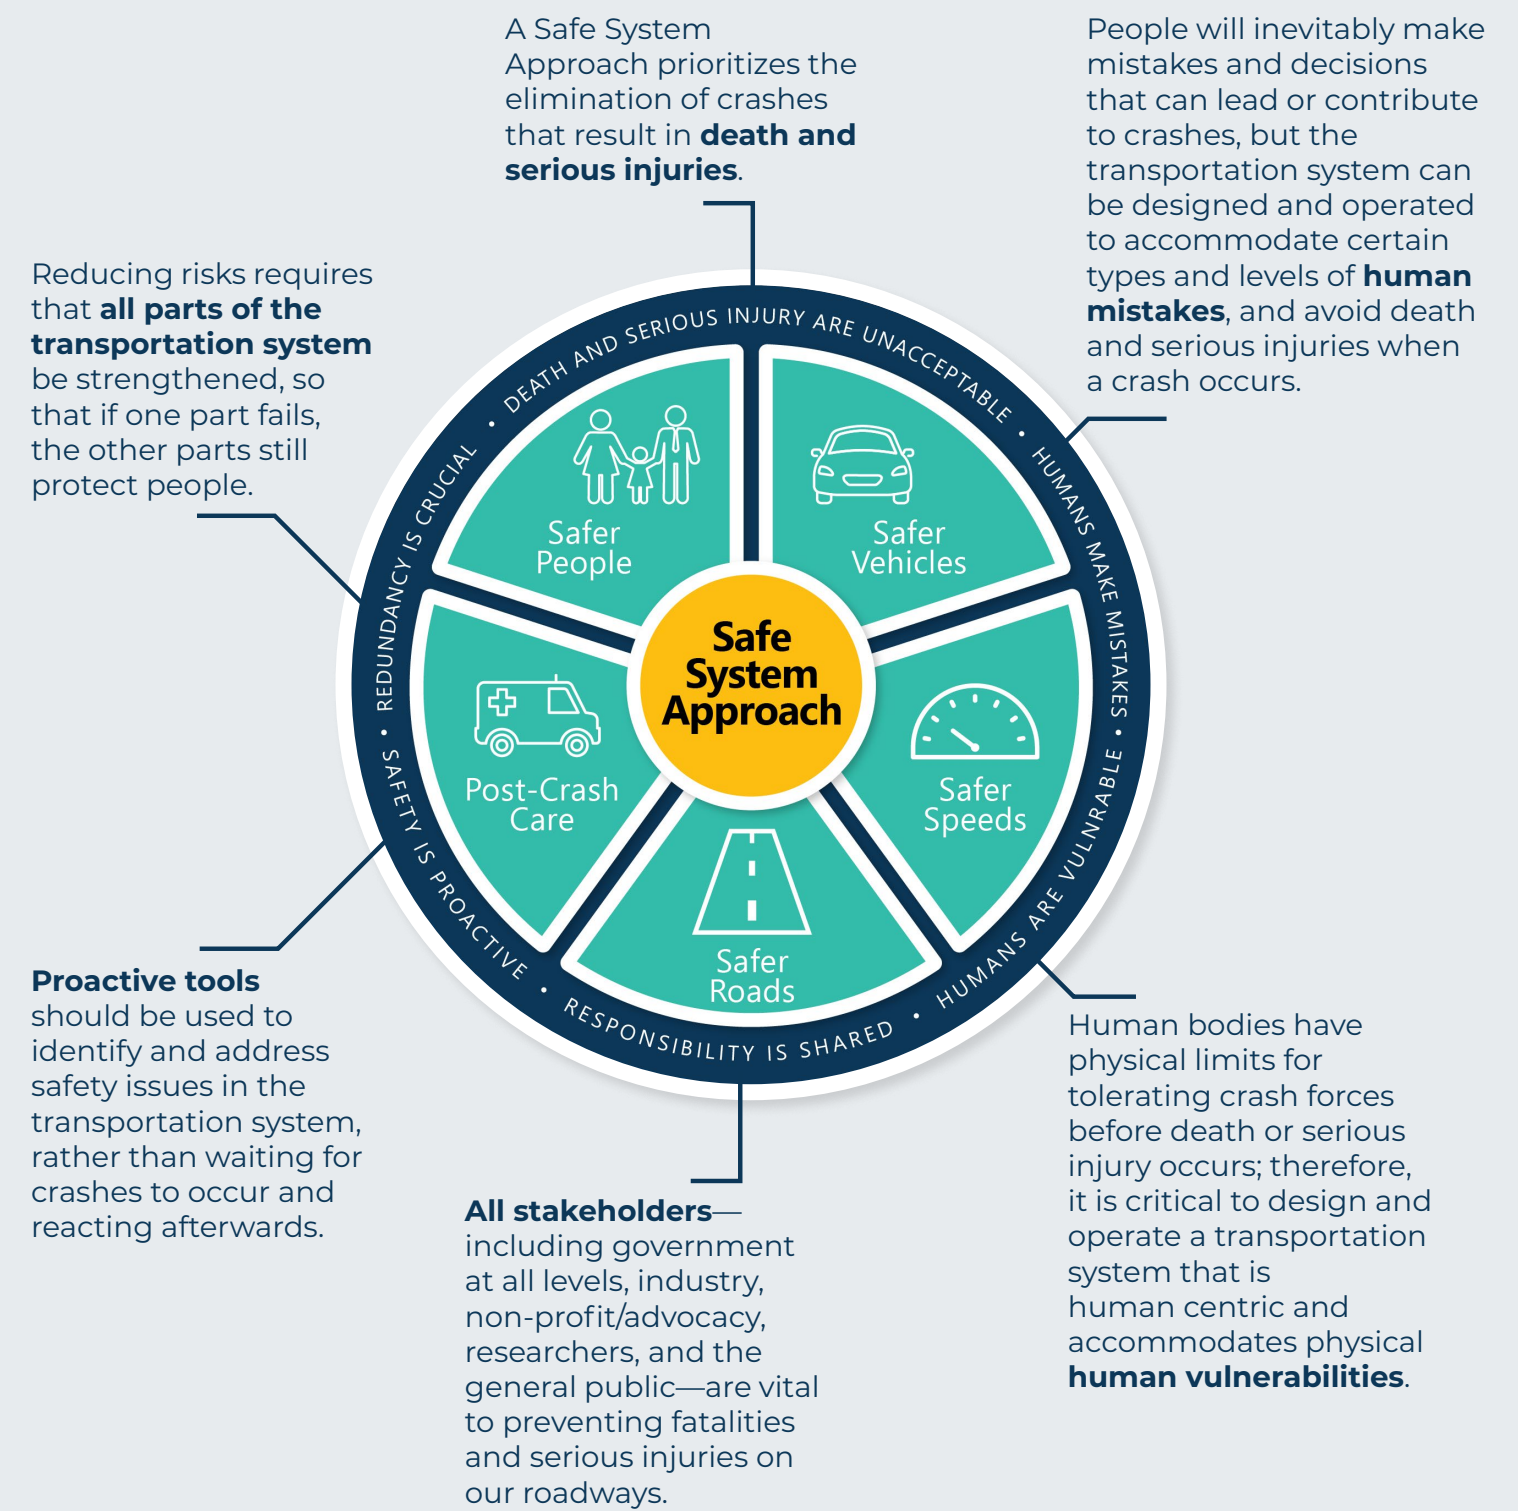 A Safe System
Approach prioritizes the
elimination of crashes
that result in death and
serious injuries.
People will inevitably make
mistakes and decisions
that can lead or contribute
to crashes, but the
transportation system can
be designed and operated
to accommodate certain
types and levels of human
mistakes, and avoid death
and serious injuries when
a crash occurs.
Reducing risks requires
that all parts of the
transportation system
be strengthened, so
that if one part fails,
the other parts still
protect people.
DEATH AND SERIOUS INJURY ARE UNACCEPTABLE •
HUMANS MAKE MISTAKES •
HUMANS ARE VULNRABLE •
RESPONSIBILITY IS SHARED •
SAFETY IS PROACTIVE •
REDUNDANCY IS CRUCIAL •
Safer
People
Safer
Vehicles
Safe
System
Approach
Post-Crash
Care
Safer
Speeds
Safer
Roads
Proactive tools
should be used to
identify and address
safety issues in the
transportation system,
rather than waiting for
crashes to occur and
reacting afterwards.
All stakeholders—
including government
at all levels, industry,
non-profit/advocacy,
researchers, and the
general public—are vital
to preventing fatalities
and serious injuries on
our roadways.
Human bodies have
physical limits for
tolerating crash forces
before death or serious
injury occurs; therefore,
it is critical to design and
operate a transportation
system that is
human centric and
accommodates physical
human vulnerabilities.